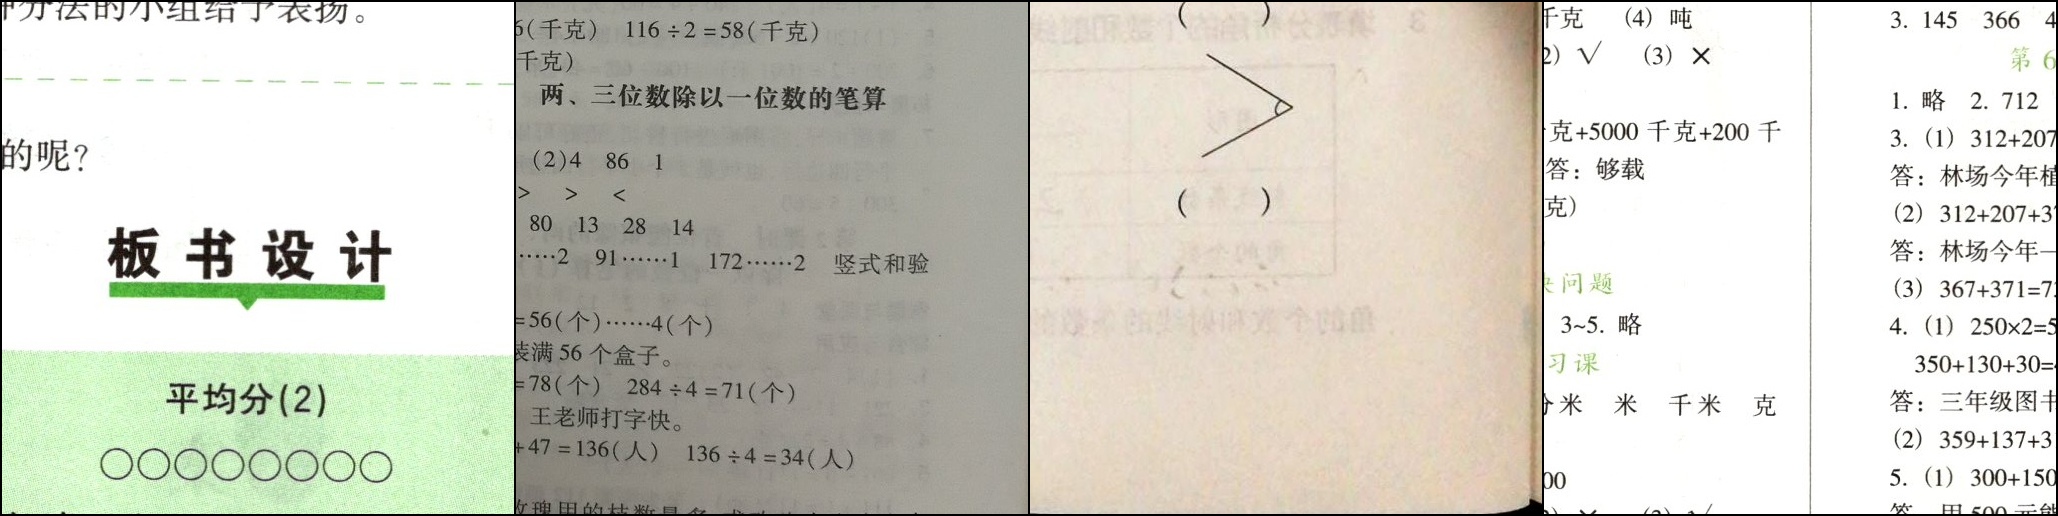 种分法的小组给予表扬。
的呢？
板书设计
平均分(2)
○○○○○○○○
6(千克) 116÷2=58(千克)
千克)
两、三位数除以一位数的笔算
(2)4 86 1
> > <
80 13 28 14
……2 91……1 172……2 竖式和验
=56(个)……4(个)
装满56个盒子。
=78(个) 284÷4=71(个)
王老师打字快。
+47=136(人) 136÷4=34(人)
( )
( )
千克 (4) 吨
2) √ (3) ×
克+5000 千克+200 千
答：够载
克)
问题
3~5. 略
习课
分米 米 千米 克
00
3. 145 366 4
第6
1. 略 2. 712
3. (1) 312+207
答：林场今年植
(2) 312+207+3
答：林场今年一
(3) 367+371=7
4. (1) 250×2=5
350+130+30=
答：三年级图书
(2) 359+137+3
5. (1) 300+150